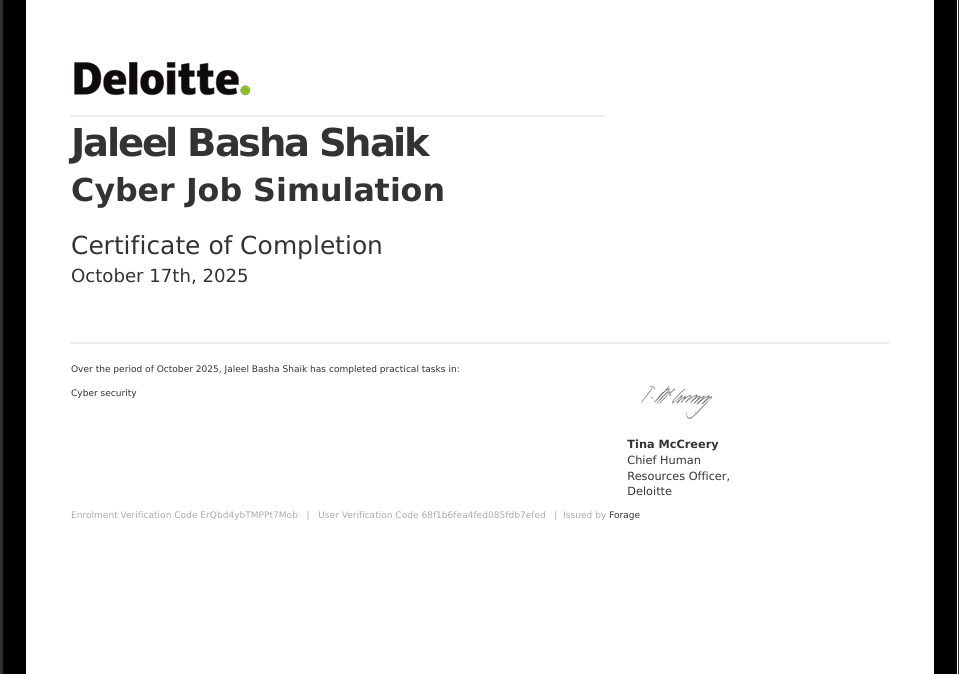 Deloitte.
Jaleel Basha Shaik
Cyber Job Simulation
Certificate of Completion
October 17th, 2025
Over the period of October 2025, Jaleel Basha Shaik has completed practical tasks in:
Cyber security
T. McCreery
Tina McCreery
Chief Human
Resources Officer,
Deloitte
Enrolment Verification Code ErQbd4ybTMPPt7Mob | User Verification Code 68f1b6fea4fed085fdb7efed | Issued by Forage